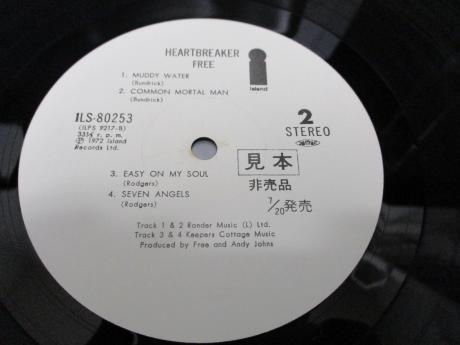 HEARTBREAKER
FREE
1. MUDDY WATER
(Bundrick)
2. COMMON MORTAL MAN
(Bundrick)
island
ILS-80253
(ILPS 9217-B)
33⅓ r. p. m.
Ⓟ 1972 Island
Records Ltd.
2
STEREO
3. EASY ON MY SOUL
(Rodgers)
4. SEVEN ANGELS
(Rodgers)
見本
非売品
7/20発売
Track 1 & 2 Rander Music (L) Ltd.
Track 3 & 4 Keepers Cottage Music
Produced by Free and Andy Johns